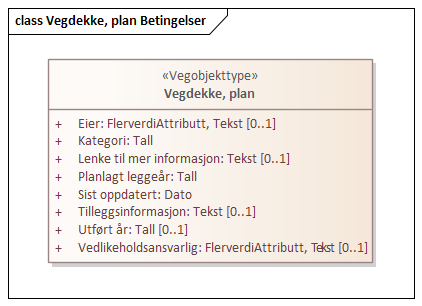 class Vegdekke, plan Betingelser
«Vegobjekttype»
Vegdekke, plan
+ Eier: FlerverdiAttributt, Tekst [0..1]
+ Kategori: Tall
+ Lenke til mer informasjon: Tekst [0..1]
+ Planlagt leggeår: Tall
+ Sist oppdatert: Dato
+ Tilleggsinformasjon: Tekst [0..1]
+ Utført år: Tall [0..1]
+ Vedlikeholdsansvarlig: FlerverdiAttributt, Tekst [0..1]